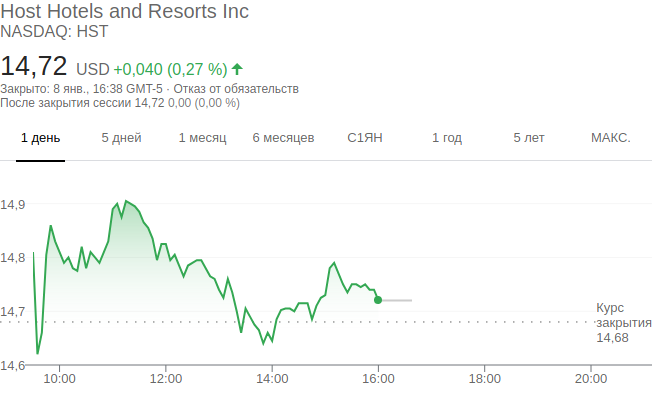 Host Hotels and Resorts Inc
NASDAQ: HST
14,72 USD +0,040 (0,27 %)
Закрыто: 8 янв., 16:38 GMT-5 · Отказ от обязательств
После закрытия сессии 14,72 0,00 (0,00 %)
1 день 5 дней 1 месяц 6 месяцев С1ЯН 1 год 5 лет МАКС.
14,9
14,8
14,7
14,6
Курс
закрытия
14,68
10:00 12:00 14:00 16:00 18:00 20:00